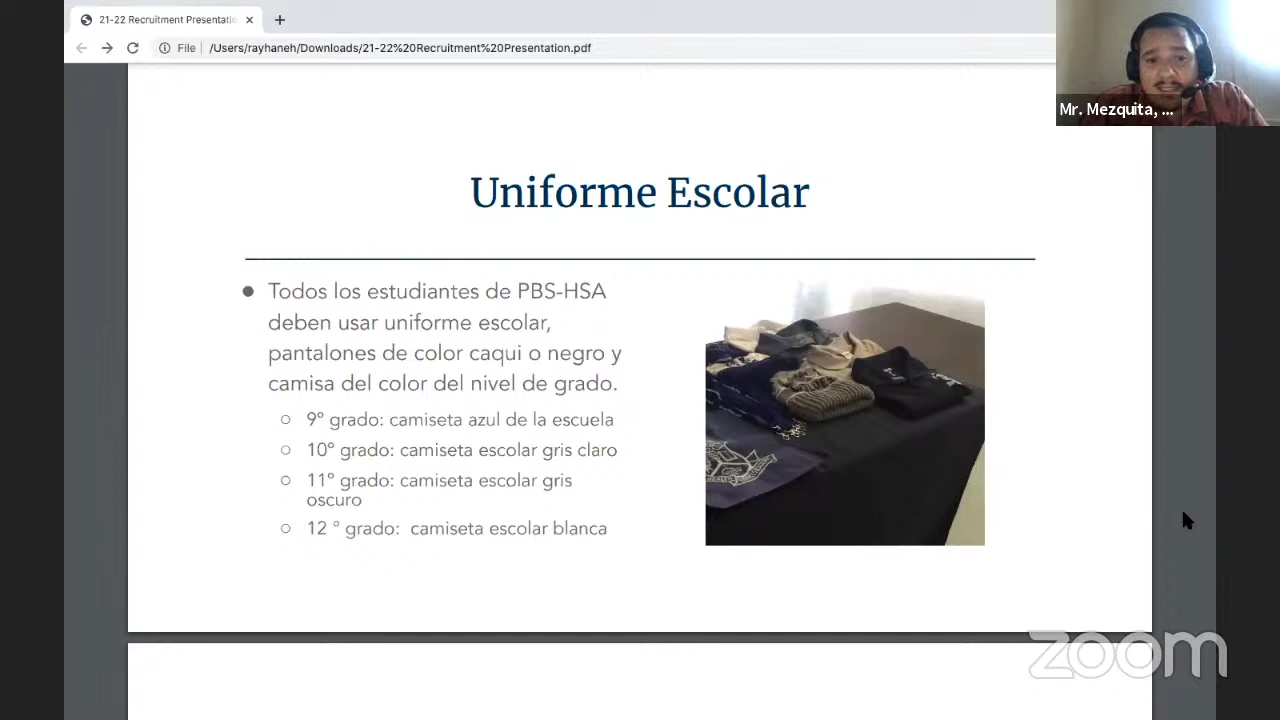 21-22 Recruitment Presentatio
File /Users/rayhaneh/Downloads/21-22%20Recruitment%20Presentation.pdf
Mr. Mezquita, ...
Uniforme Escolar
Todos los estudiantes de PBS-HSA
deben usar uniforme escolar,
pantalones de color caqui o negro y
camisa del color del nivel de grado.
9º grado: camiseta azul de la escuela
10º grado: camiseta escolar gris claro
11º grado: camiseta escolar gris
oscuro
12 º grado: camiseta escolar blanca
zoom